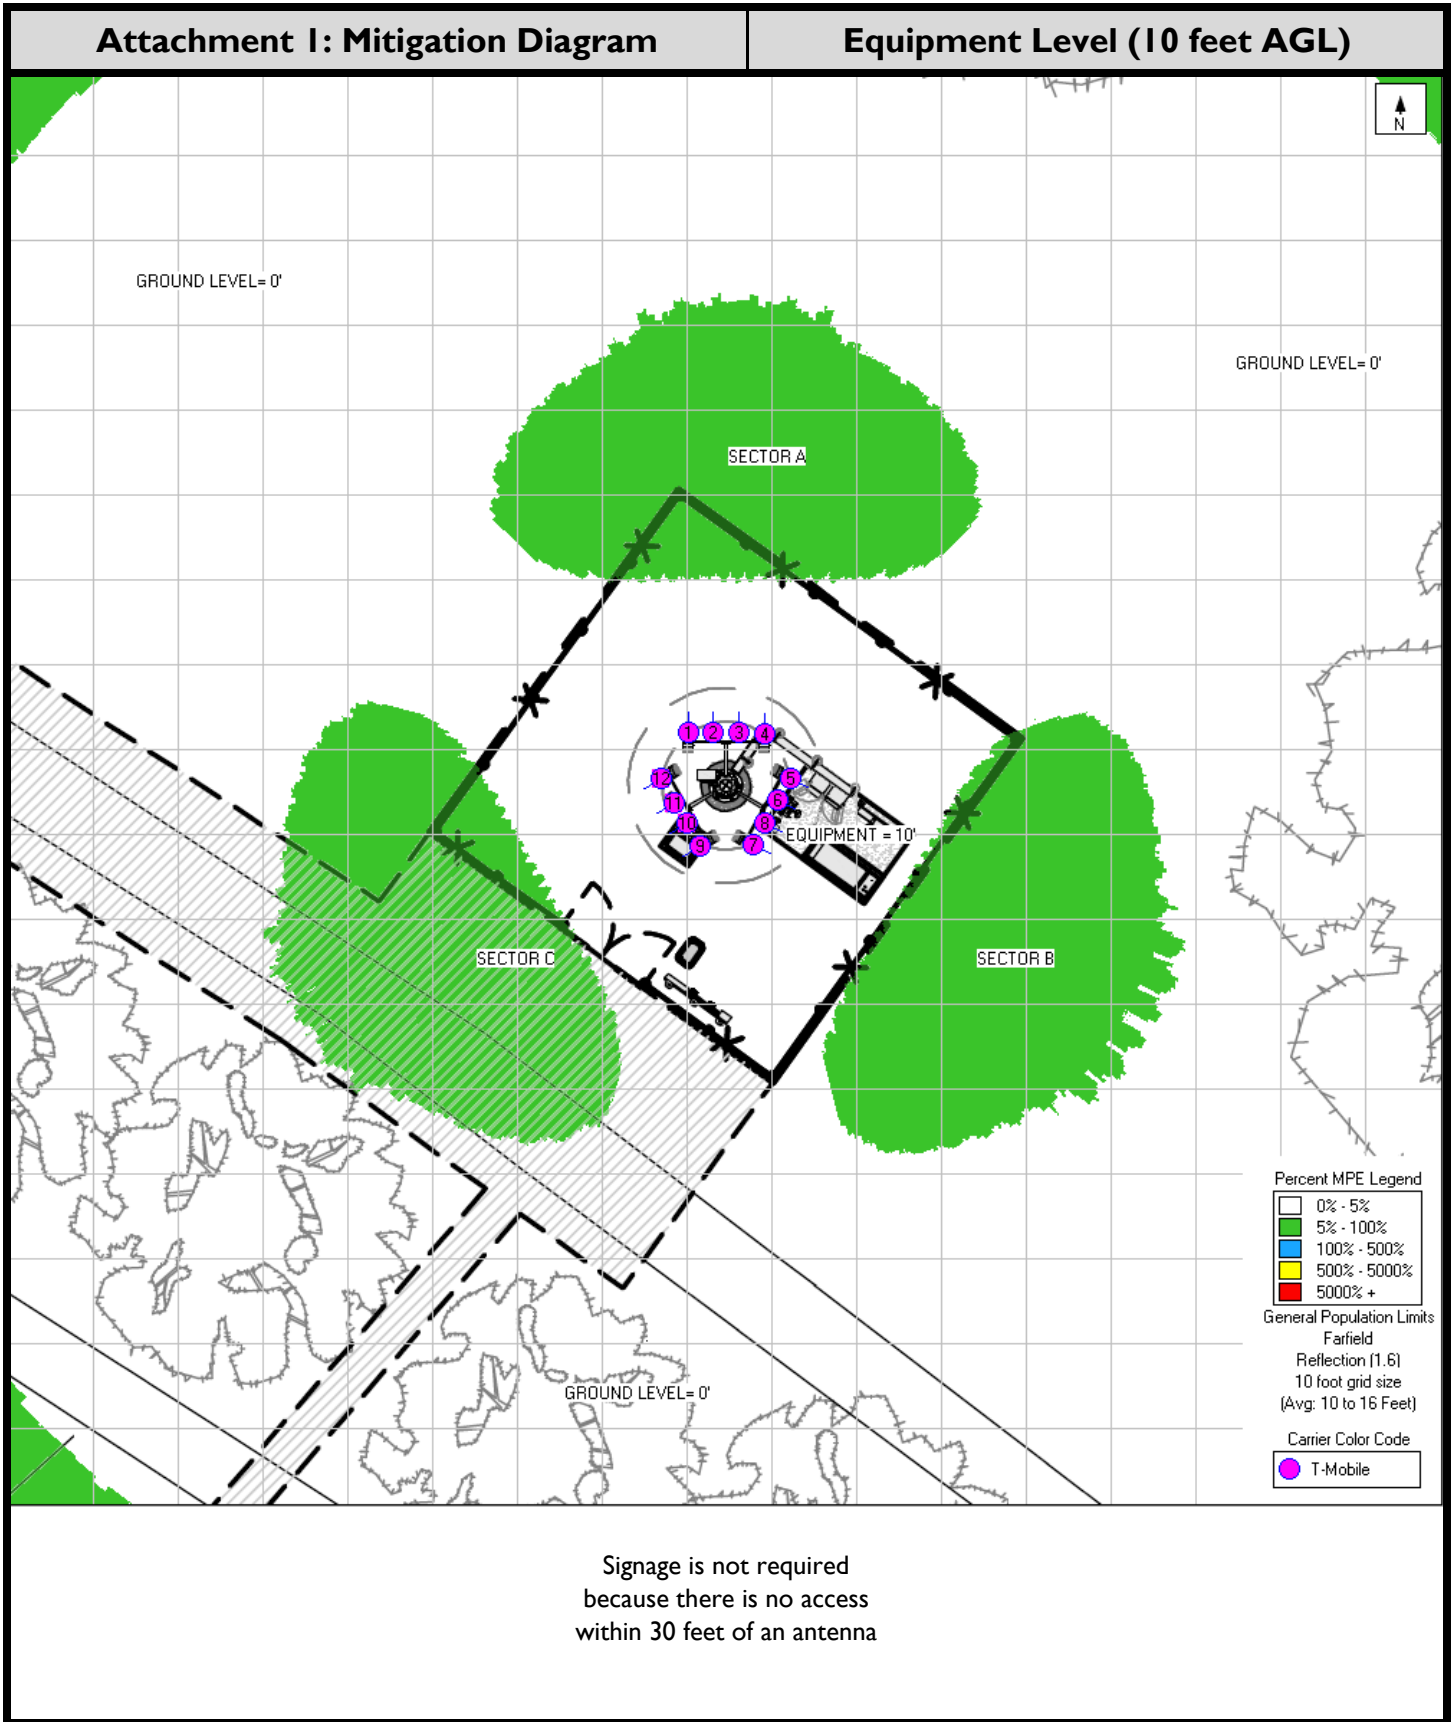 Attachment 1: Mitigation Diagram
Equipment Level (10 feet AGL)
N
GROUND LEVEL= 0'
GROUND LEVEL= 0'
SECTOR A
1 2 3 4
12 5
11 6
10 8
9 7
EQUIPMENT = 10'
SECTOR C
SECTOR B
GROUND LEVEL= 0'
Percent MPE Legend
0% - 5%
5% - 100%
100% - 500%
500% - 5000%
5000% +
General Population Limits
Farfield
Reflection (1.6)
10 foot grid size
(Avg: 10 to 16 Feet)
Carrier Color Code
T-Mobile
Signage is not required
because there is no access
within 30 feet of an antenna